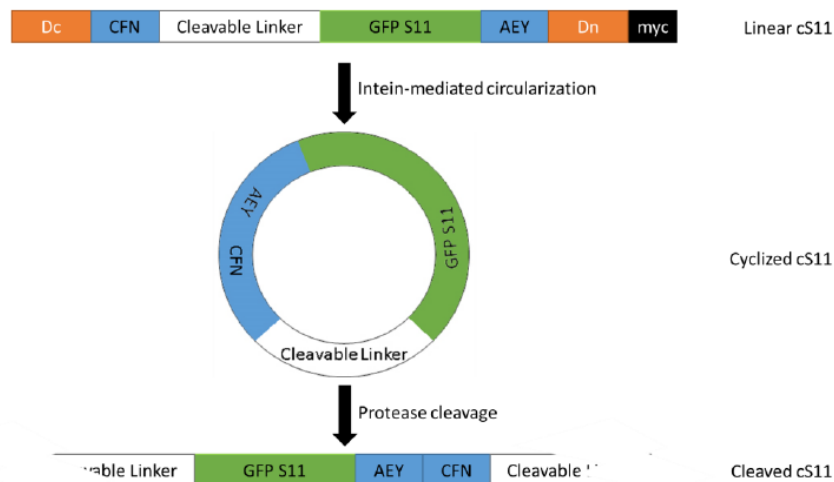 Dc CFN Cleavable Linker GFP S11 AEY Dn myc Linear cS11
Intein-mediated circularization
AEY
GFP S11
CFN
Cyclized cS11
Cleavable Linker
Protease cleavage
vable Linker GFP S11 AEY CFN Cleavable Cleaved cS11